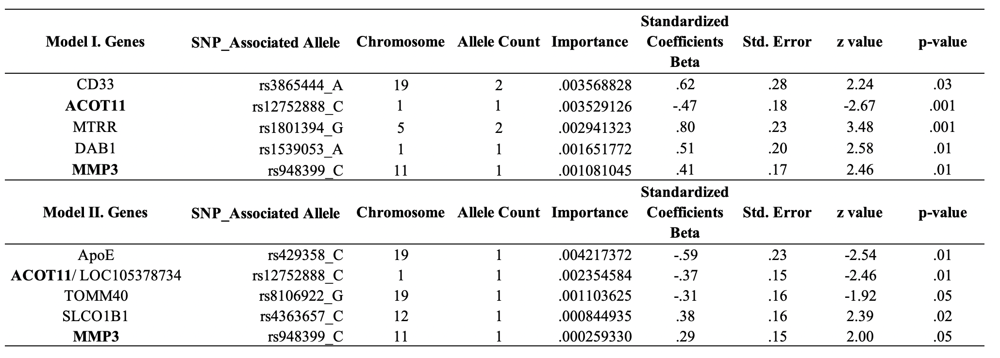 Model I. Genes SNP_Associated Allele Chromosome Allele Count Importance Standardized Coefficients Beta Std. Error z value p-value
CD33 rs3865444_A 19 2 .003568828 .62 .28 2.24 .03
ACOT11 rs12752888_C 1 1 .003529126 -.47 .18 -2.67 .001
MTRR rs1801394_G 5 2 .002941323 .80 .23 3.48 .001
DAB1 rs1539053_A 1 1 .001651772 .51 .20 2.58 .01
MMP3 rs948399_C 11 1 .001081045 .41 .17 2.46 .01
Model II. Genes SNP_Associated Allele Chromosome Allele Count Importance Standardized Coefficients Beta Std. Error z value p-value
ApoE rs429358_C 19 1 .004217372 -.59 .23 -2.54 .01
ACOT11/ LOC105378734 rs12752888_C 1 1 .002354584 -.37 .15 -2.46 .01
TOMM40 rs8106922_G 19 1 .001103625 -.31 .16 -1.92 .05
SLCO1B1 rs4363657_C 12 1 .000844935 .38 .16 2.39 .02
MMP3 rs948399_C 11 1 .000259330 .29 .15 2.00 .05